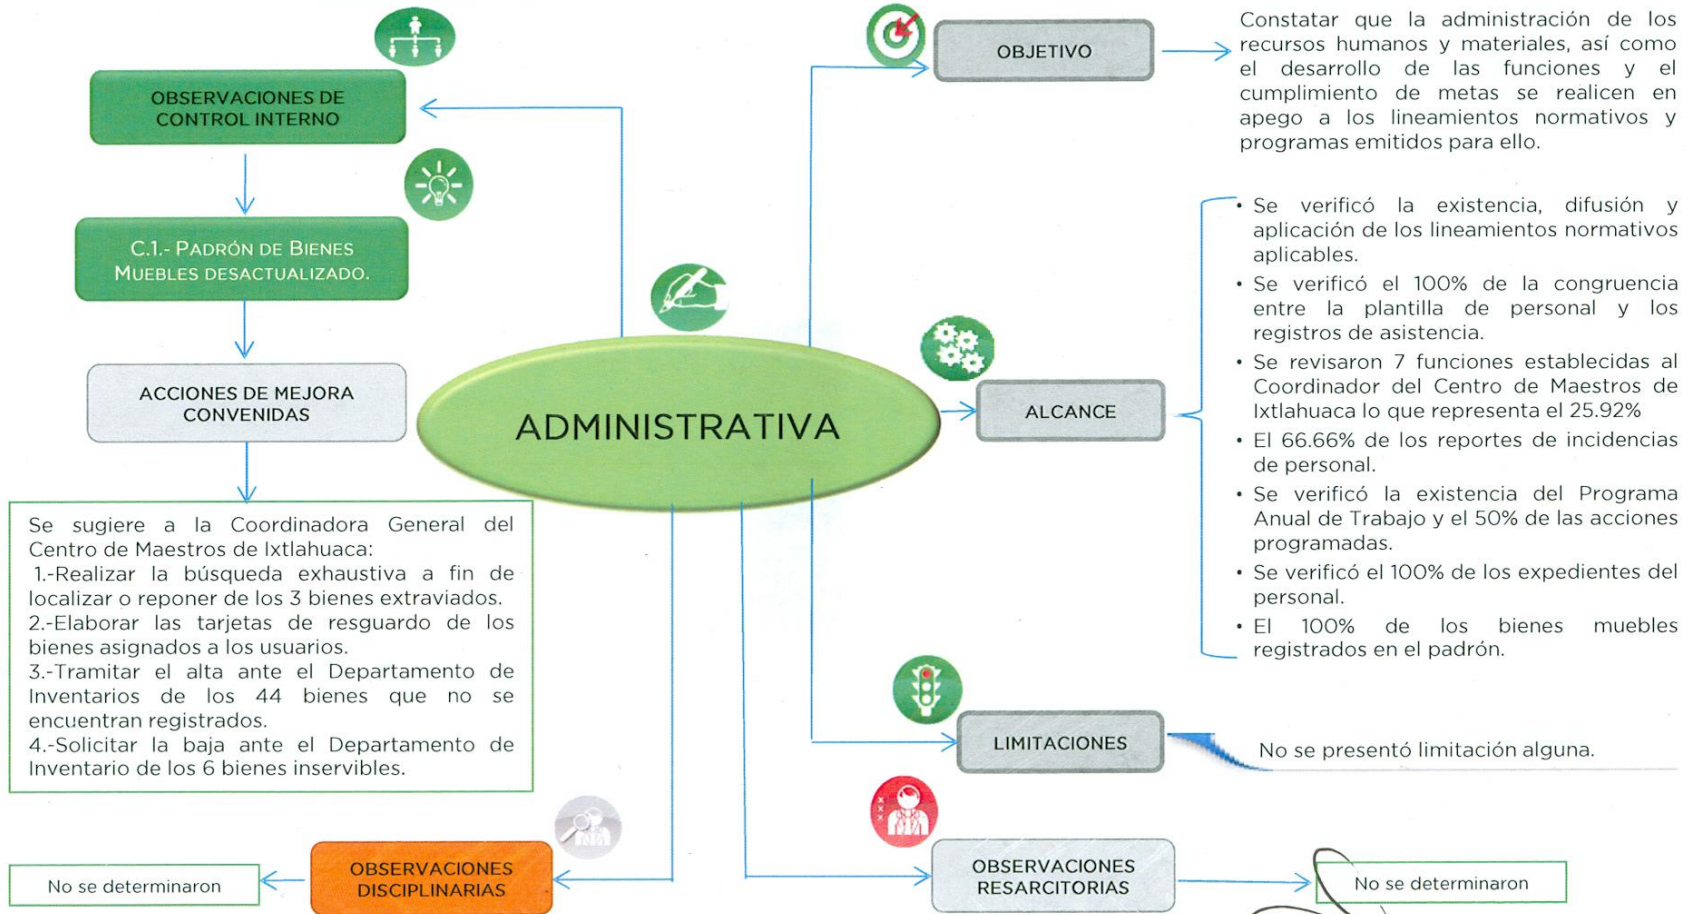 OBSERVACIONES DE
CONTROL INTERNO
C.1.- PADRÓN DE BIENES
MUEBLES DESACTUALIZADO.
ACCIONES DE MEJORA
CONVENIDAS
Se sugiere a la Coordinadora General del
Centro de Maestros de Ixtlahuaca:
1.-Realizar la búsqueda exhaustiva a fin de
localizar o reponer de los 3 bienes extraviados.
2.-Elaborar las tarjetas de resguardo de los
bienes asignados a los usuarios.
3.-Tramitar el alta ante el Departamento de
Inventarios de los 44 bienes que no se
encuentran registrados.
4.-Solicitar la baja ante el Departamento de
Inventario de los 6 bienes inservibles.
ADMINISTRATIVA
OBJETIVO
Constatar que la administración de los
recursos humanos y materiales, así como
el desarrollo de las funciones y el
cumplimiento de metas se realicen en
apego a los lineamientos normativos y
programas emitidos para ello.
ALCANCE
• Se verificó la existencia, difusión y
aplicación de los lineamientos normativos
aplicables.
• Se verificó el 100% de la congruencia
entre la plantilla de personal y los
registros de asistencia.
• Se revisaron 7 funciones establecidas al
Coordinador del Centro de Maestros de
Ixtlahuaca lo que representa el 25.92%
• El 66.66% de los reportes de incidencias
de personal.
• Se verificó la existencia del Programa
Anual de Trabajo y el 50% de las acciones
programadas.
• Se verificó el 100% de los expedientes del
personal.
• El 100% de los bienes muebles
registrados en el padrón.
LIMITACIONES
No se presentó limitación alguna.
OBSERVACIONES
DISCIPLINARIAS
No se determinaron
OBSERVACIONES
RESARCITORIAS
No se determinaron